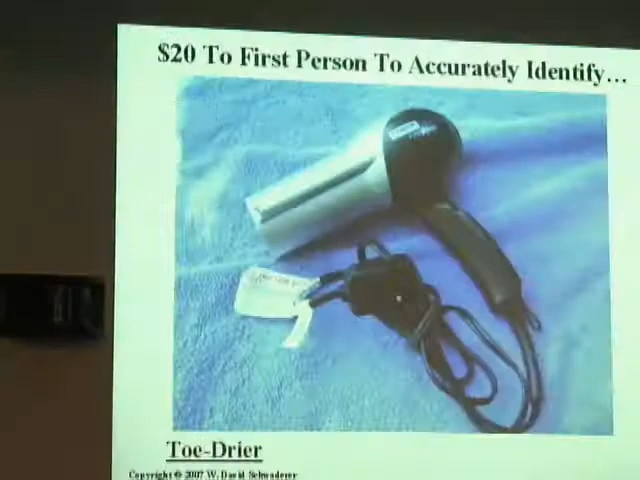 $20 To First Person To Accurately Identify…
Toe-Drier
Copyright © 2007 W. David Schwaderer